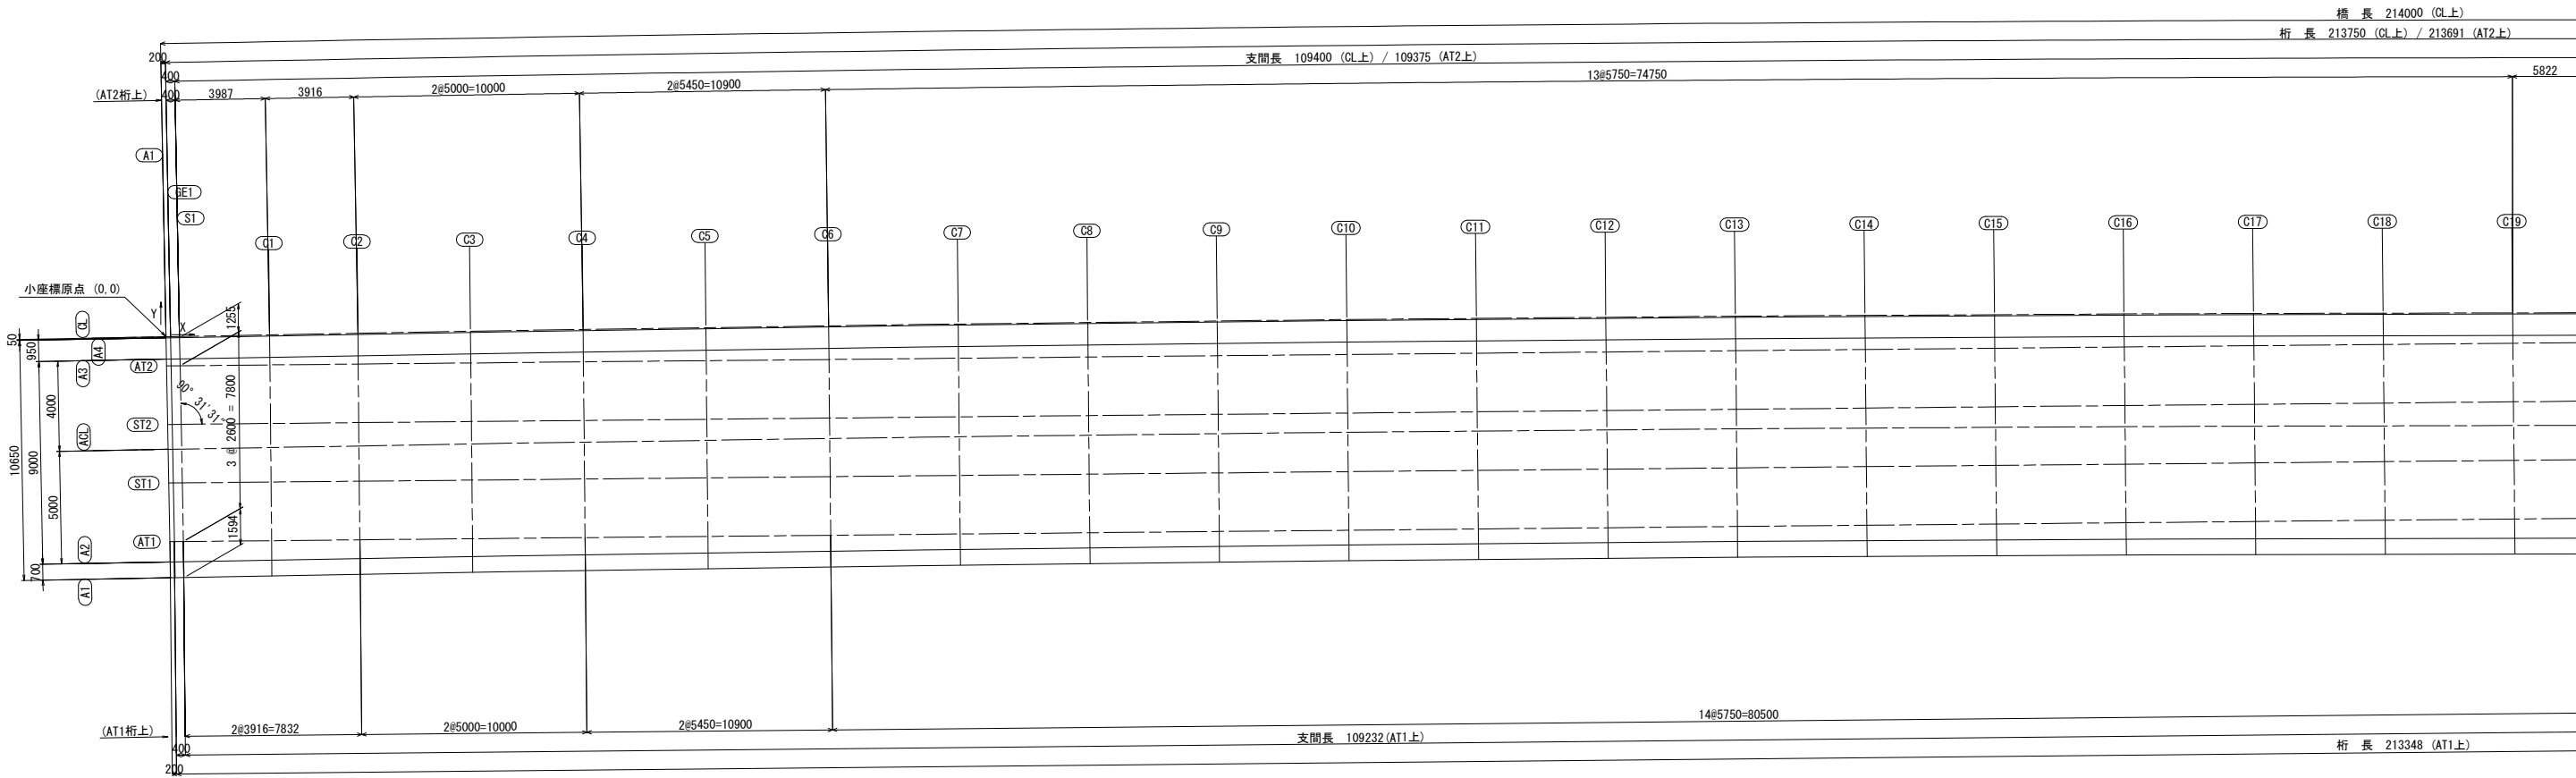 橋 長 214000 (CL上)
桁 長 213750 (CL上) / 213691 (AT2上)
200
支間長 109400 (CL上) / 109375 (AT2上)
400
13@5750=74750
5822
(AT2桁上)
400
3987
3916
2@5000=10000
2@5450=10900
A1
GE1
S1
C1
C2
C3
C4
C5
C6
C7
C8
C9
C10
C11
C12
C13
C14
C15
C16
C17
C18
C19
小座標原点 (0,0)
Y
X
1255
CL
50
950
A4
A3
AT2
90° 31' 31"
4000
3 @ 2600 = 7800
ST2
ACL
10650
9000
ST1
5000
1594
AT1
A2
700
A1
(AT1桁上)
2@3916=7832
2@5000=10000
2@5450=10900
14@5750=80500
400
支間長 109232(AT1上)
桁 長 213348 (AT1上)
200